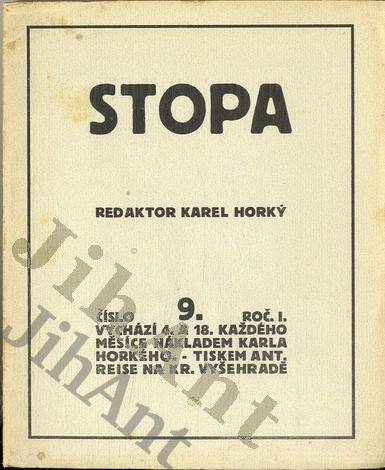 STOPA
REDAKTOR KAREL HORKÝ
ČÍSLO 9. ROČ. I.
VYCHÁZÍ 4. A 18. KAŽDÉHO
MĚSÍCE NÁKLADEM KARLA
HORKÉHO. - TISKEM ANT.
REISE NA KR. VYŠEHRADĚ
JihAnt
JihAnt